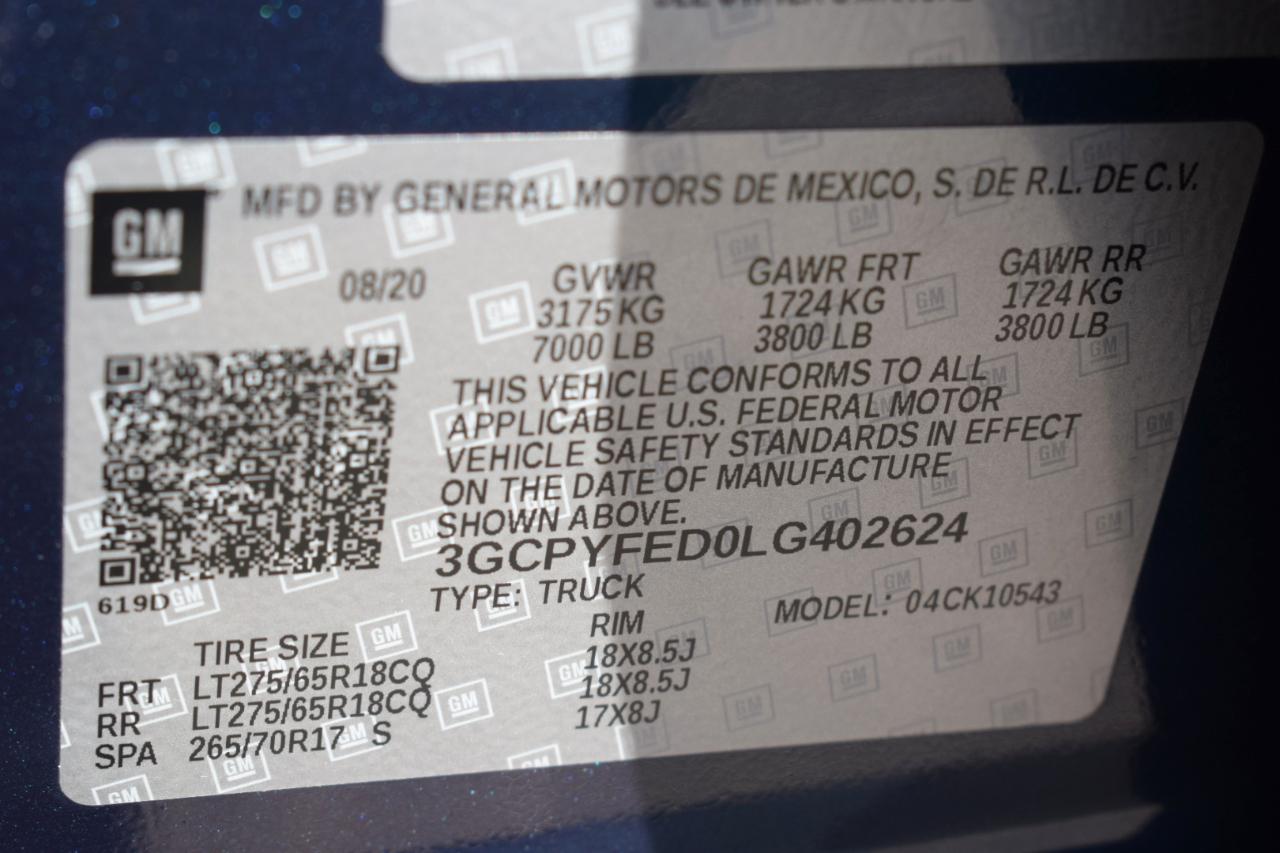 GM MFD BY GENERAL MOTORS DE MEXICO, S. DE R.L. DE C.V.
08/20 GVWR GAWR FRT GAWR RR
3175 KG 1724 KG 1724 KG
7000 LB 3800 LB 3800 LB
THIS VEHICLE CONFORMS TO ALL
APPLICABLE U.S. FEDERAL MOTOR
VEHICLE SAFETY STANDARDS IN EFFECT
ON THE DATE OF MANUFACTURE
SHOWN ABOVE.
3GCPYFED0LG402624
619D TYPE: TRUCK MODEL: 04CK10543
TIRE SIZE RIM
FRT LT275/65R18CQ 18X8.5J
RR LT275/65R18CQ 18X8.5J
SPA 265/70R17 S 17X8J